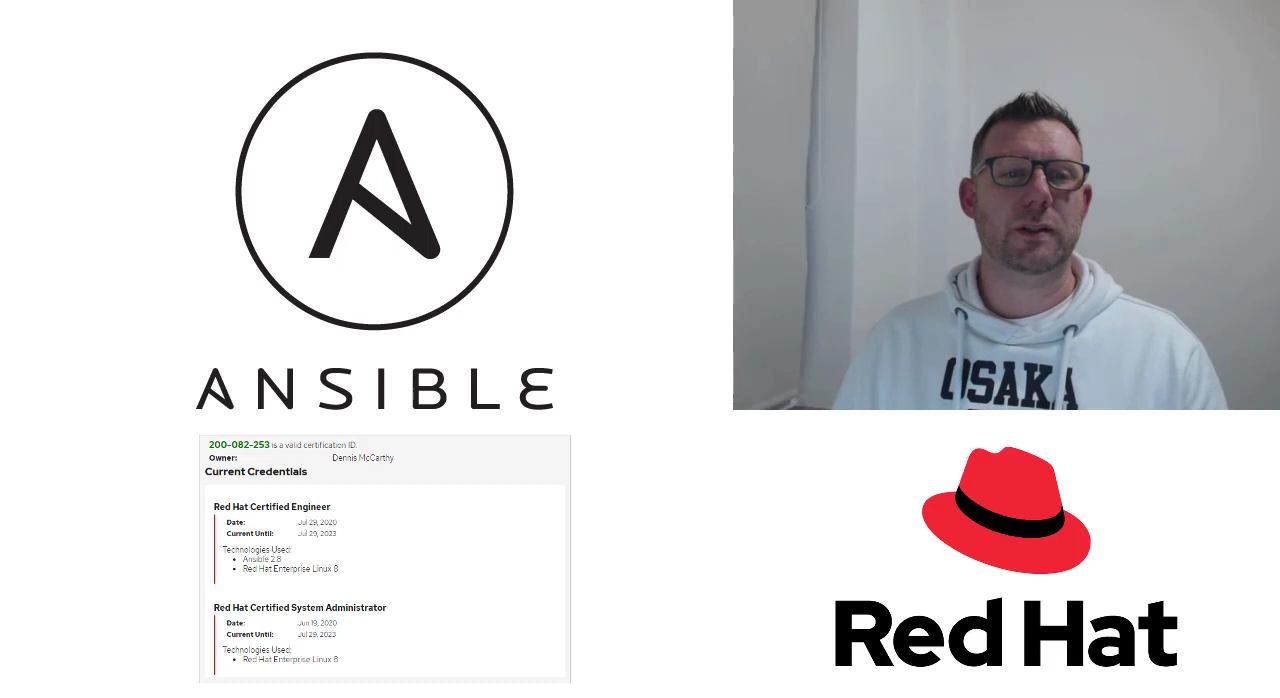 ANSIBLE
200-082-253 is a valid certification ID.
Owner: Dennis McCarthy
Current Credentials
Red Hat Certified Engineer
Date: Jul 29, 2020
Current Until: Jul 29, 2023
Technologies Used:
• Ansible 2.8
• Red Hat Enterprise Linux 8
Red Hat Certified System Administrator
Date: Jun 19, 2020
Current Until: Jul 29, 2023
Technologies Used:
• Red Hat Enterprise Linux 8
OSAKA
Red Hat